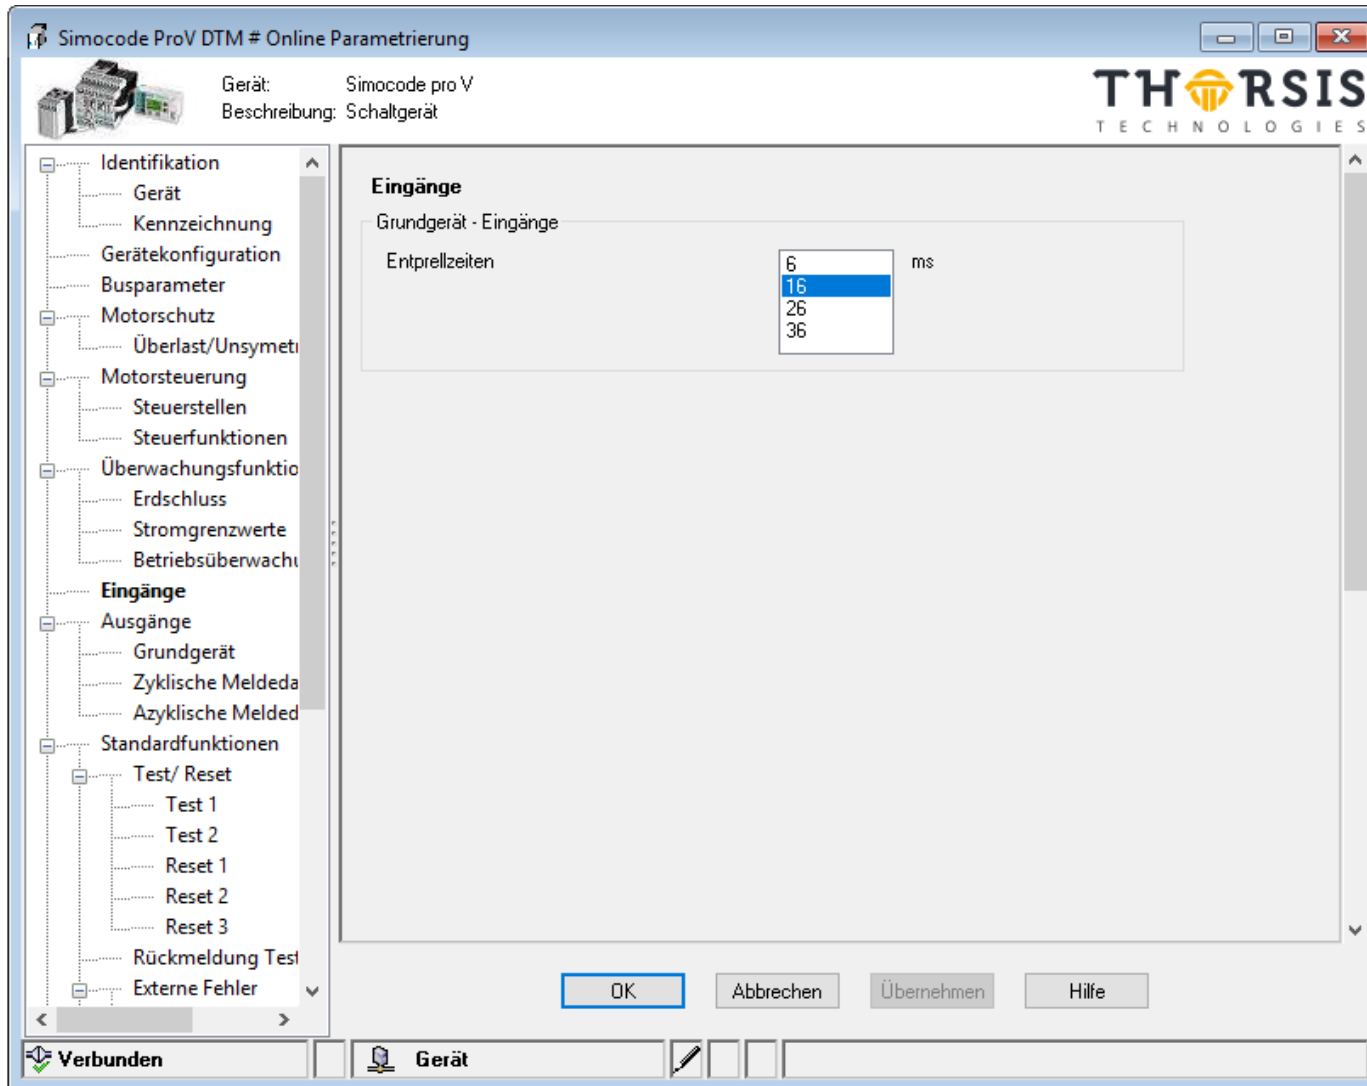 Simocode ProV DTM # Online Parametrierung
Gerät: Simocode pro V
Beschreibung: Schaltgerät
THORSIS
TECHNOLOGIES
Identifikation
Gerät
Kennzeichnung
Gerätekonfiguration
Busparameter
Motorschutz
Überlast/Unsymetr
Motorsteuerung
Steuerstellen
Steuerfunktionen
Überwachungsfunktio
Erdschluss
Stromgrenzwerte
Betriebsüberwachu
Eingänge
Ausgänge
Grundgerät
Zyklische Meldeda
Azyklische Melded
Standardfunktionen
Test/ Reset
Test 1
Test 2
Reset 1
Reset 2
Reset 3
Rückmeldung Test
Externe Fehler
Eingänge
Grundgerät - Eingänge
Entprellzeiten
6
16
26
36
ms
OK
Abbrechen
Übernehmen
Hilfe
Verbunden
Gerät